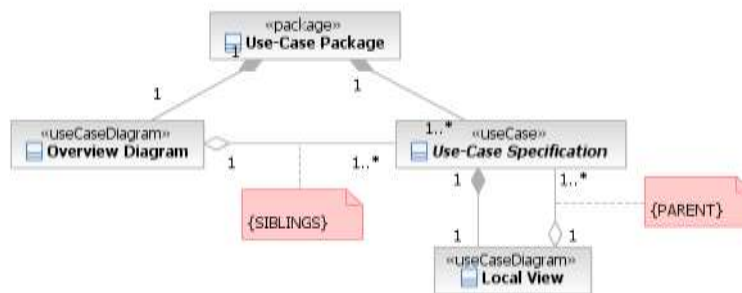 «package»
Use-Case Package
1
1
1
1..*
«useCaseDiagram»
Overview Diagram
1
1..*
«useCase»
Use-Case Specification
{SIBLINGS}
1
1
1..*
1
{PARENT}
«useCaseDiagram»
Local View